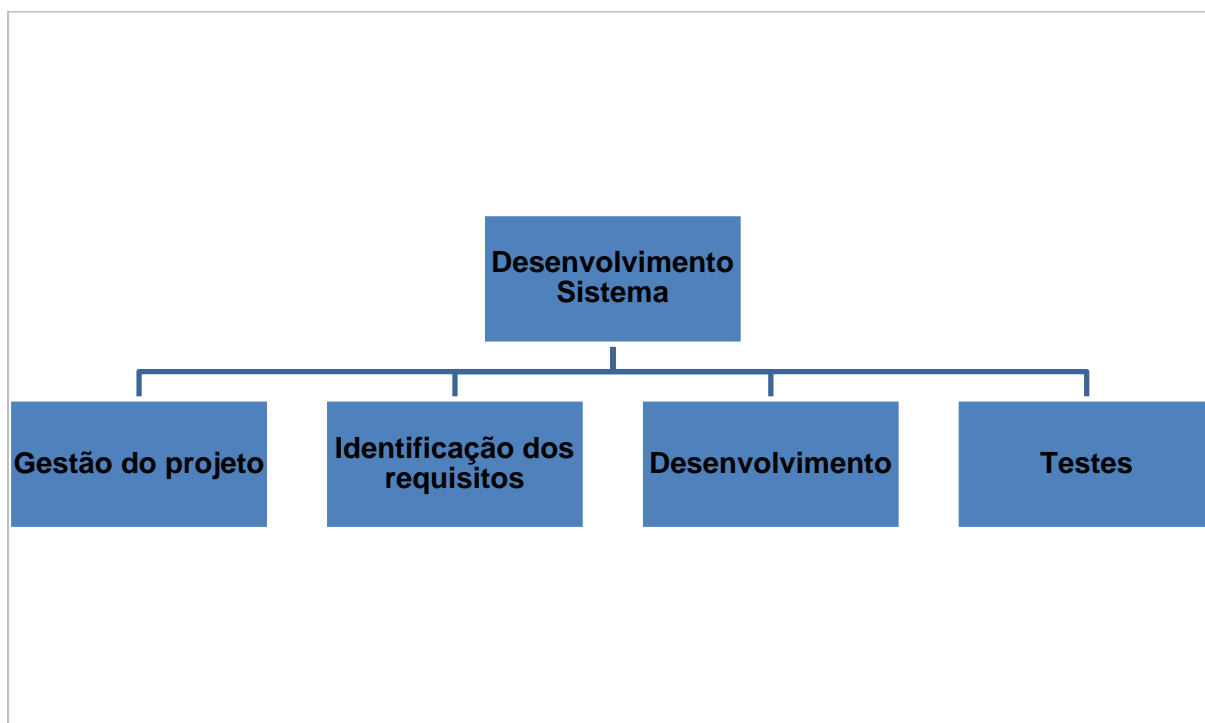 Desenvolvimento
Sistema
Gestão do projeto
Identificação dos
requisitos
Desenvolvimento
Testes